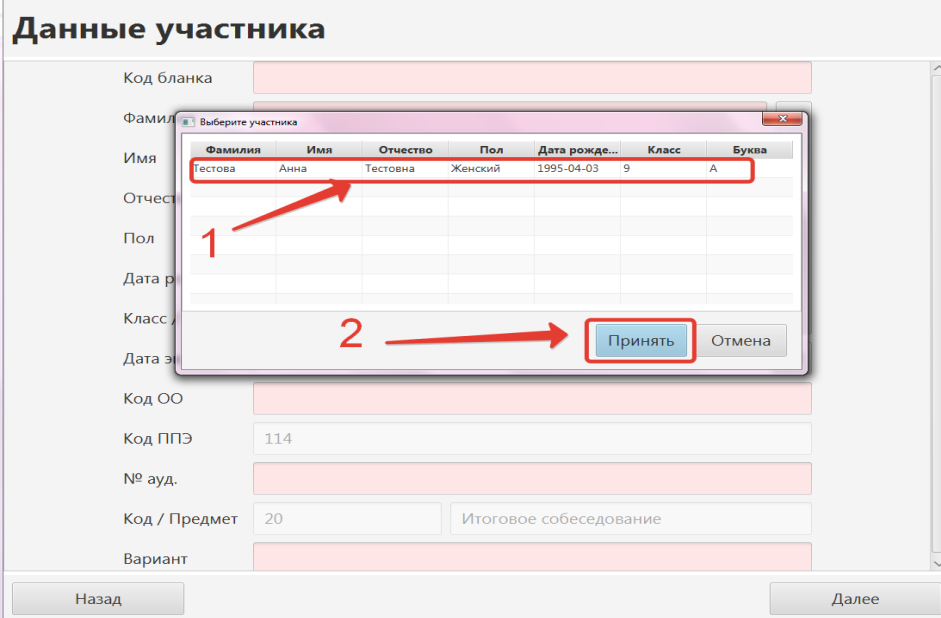 Данные участника
Код бланка
Фамил
Выберите участника
Фамилия Имя Отчество Пол Дата рожде... Класс Буква
Тестова Анна Тестовна Женский 1995-04-03 9 А
Имя
Отчест
1
Пол
Дата р
Класс /
2
Принять Отмена
Дата э
Код ОО
Код ППЭ 114
№ ауд.
Код / Предмет 20 Итоговое собеседование
Вариант
Назад Далее